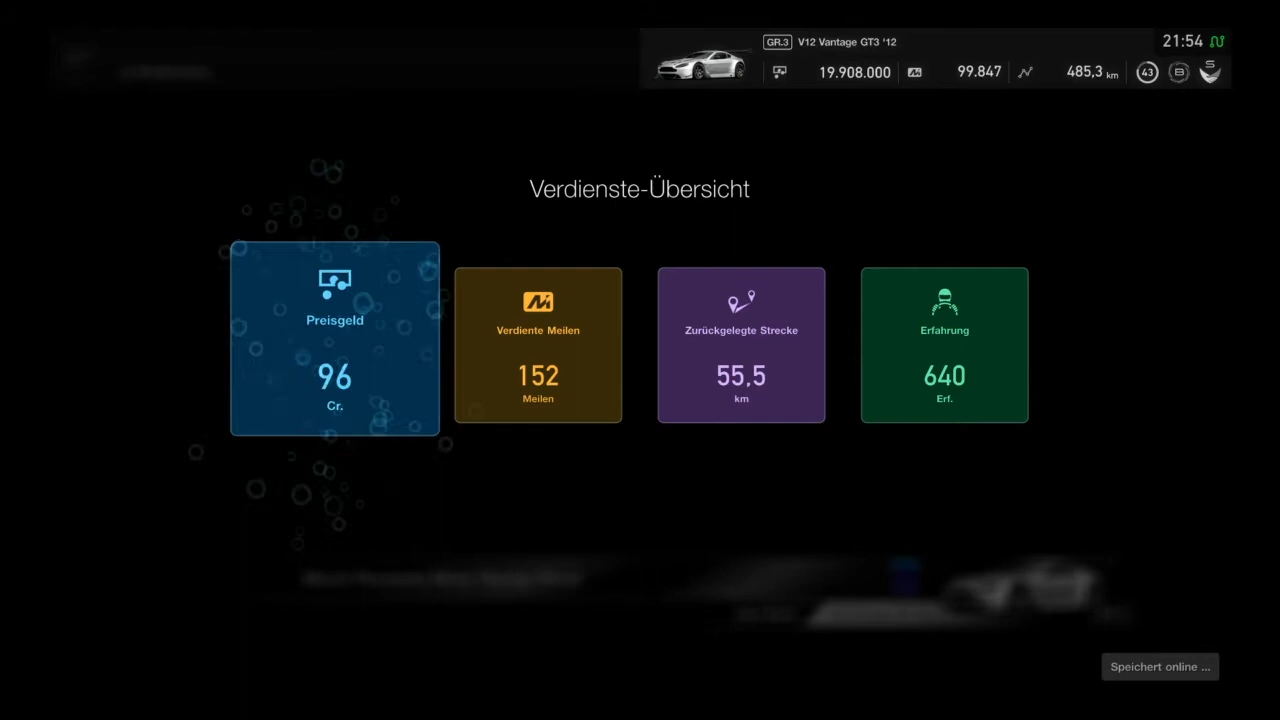 GR.3 V12 Vantage GT3 '12
21:54
19.908.000
99.847
485,3 km
43
B
S
Verdienste-Übersicht
Preisgeld
96
Cr.
Verdiente Meilen
152
Meilen
Zurückgelegte Strecke
55,5
km
Erfahrung
640
Erf.
Speichert online ...